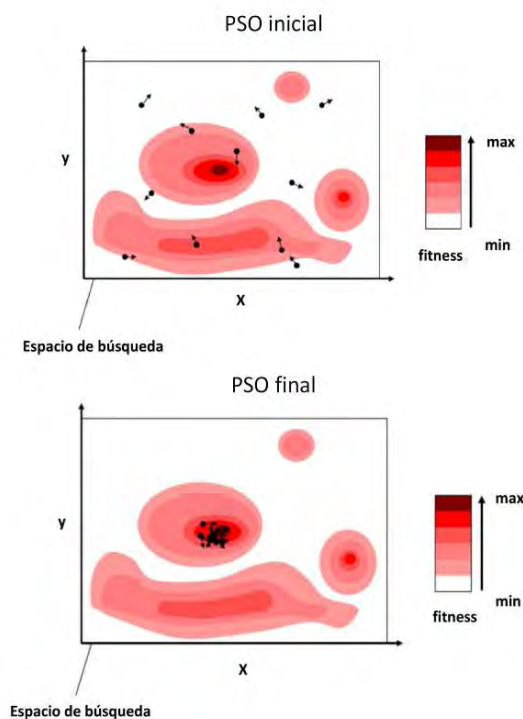 PSO inicial
y
max
min
fitness
X
Espacio de búsqueda
PSO final
y
max
min
fitness
X
Espacio de búsqueda